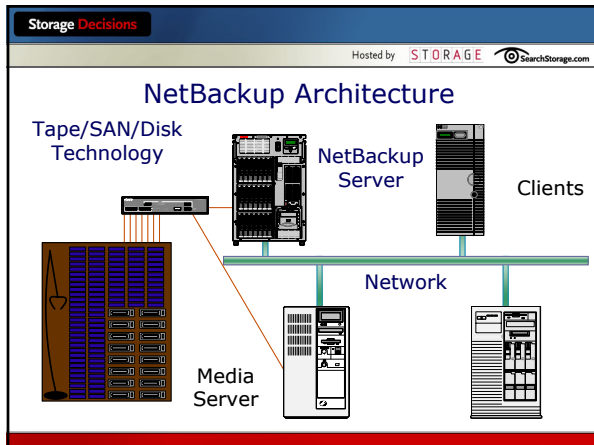 Storage Decisions
Hosted by STORAGE SearchStorage.com
NetBackup Architecture
Tape/SAN/Disk
Technology
NetBackup
Server
Clients
Network
Media
Server